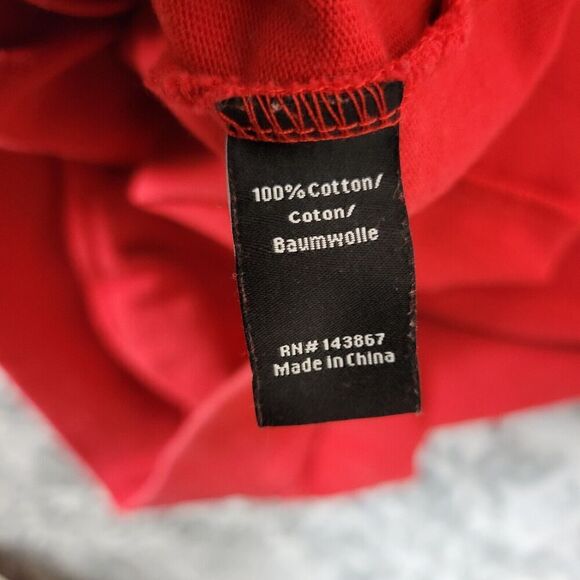 100% Cotton/
Coton/
Baumwolle
RN# 143867
Made in China